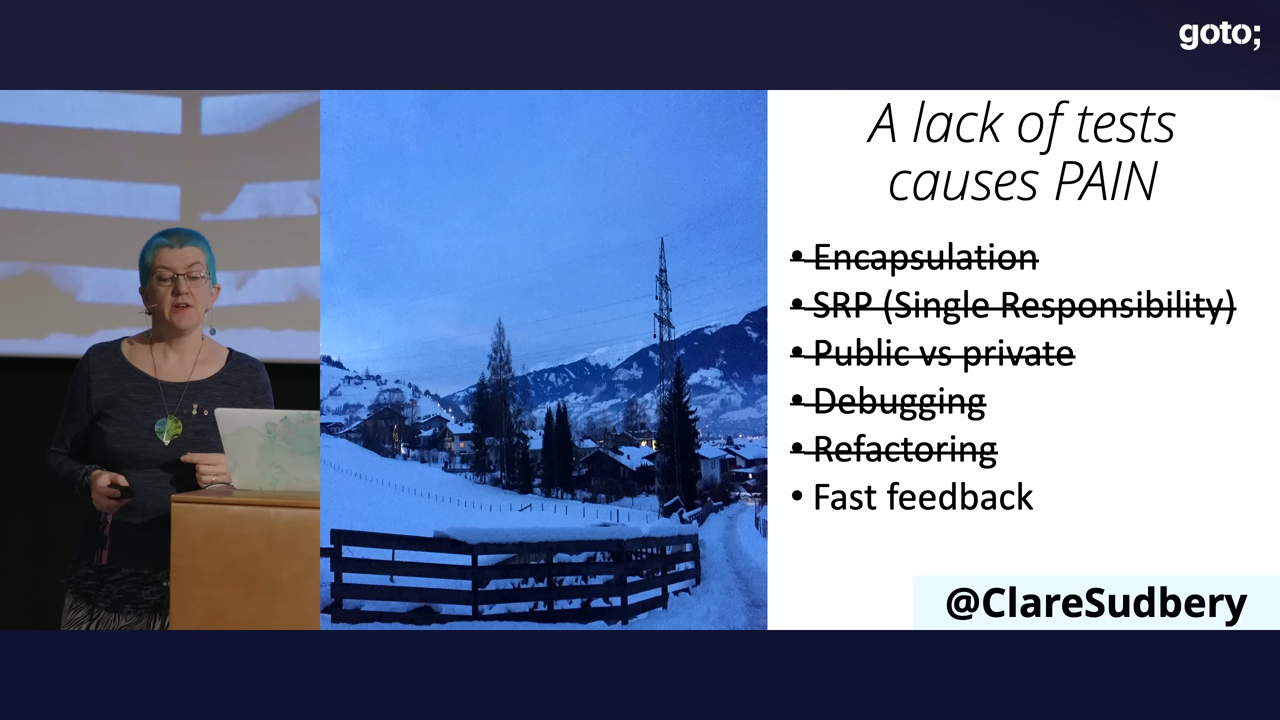 goto;
A lack of tests
causes PAIN
• Encapsulation
• SRP (Single Responsibility)
• Public vs private
• Debugging
• Refactoring
• Fast feedback
@ClareSudbery